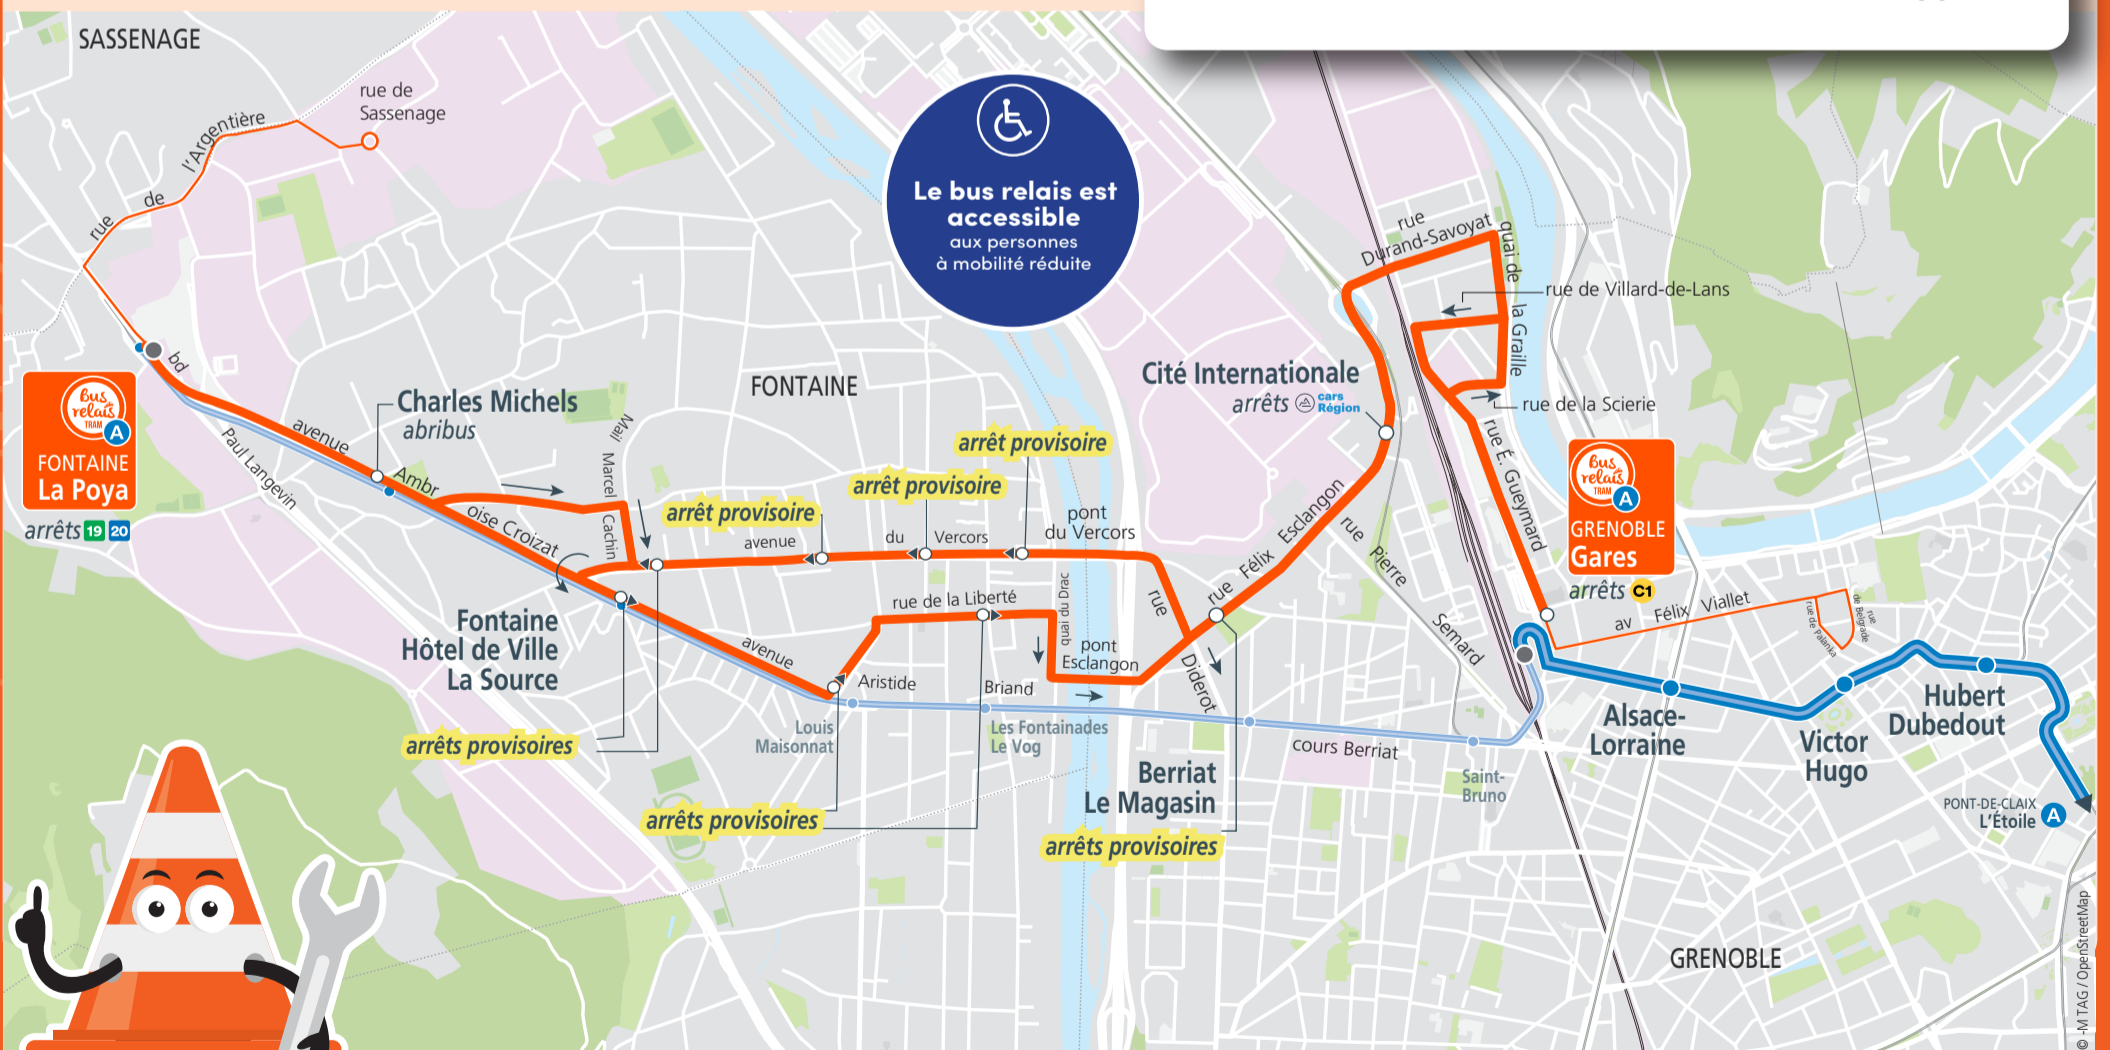 SASSENAGE
rue de
Sassenage
rue de l'Argentière
Le bus relais est
accessible
aux personnes
à mobilité réduite
rue
Durand-Savoyat
quai de la Graille
rue de Villard-de-Lans
rue de la Scierie
rue É. Gueymard
Cité Internationale
arrêts cars Région
FONTAINE
bd
Paul Langevin
Bus relais TRAM A
FONTAINE
La Poya
arrêts 19 20
Charles Michels
abribus
avenue Ambroise Croizat
Mail Marcel Cachin
arrêt provisoire
arrêt provisoire
arrêt provisoire
avenue du Vercors
pont
du Vercors
rue Félix Esclangon
rue Pierre Semard
Bus relais TRAM A
GRENOBLE
Gares
arrêts C1
av Félix Viallet
rue de Palanka
rue
de Belgrade
Fontaine
Hôtel de Ville
La Source
arrêts provisoires
avenue Aristide Briand
rue de la Liberté
quai du Drac
pont
Esclangon
rue Diderot
Louis
Maisonnat
Les Fontainades
Le Vog
cours Berriat
Berriat
Le Magasin
arrêts provisoires
arrêts provisoires
Saint-
Bruno
Alsace-
Lorraine
Victor
Hugo
Hubert
Dubedout
PONT-DE-CLAIX
L'Étoile A
GRENOBLE
© -M TAG / OpenStreetMap